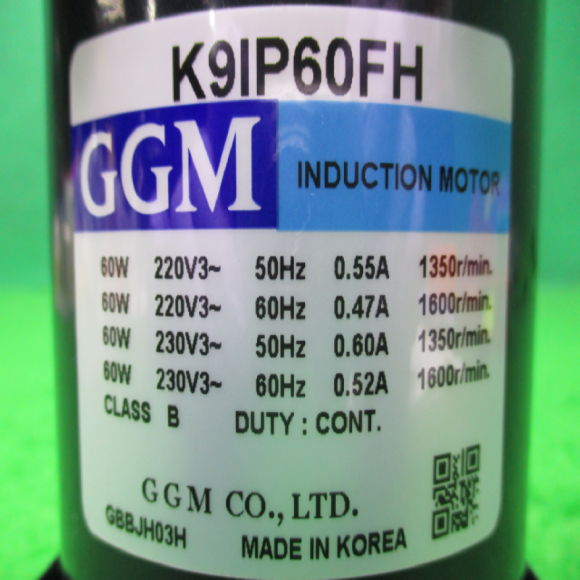 K9IP60FH
GGM INDUCTION MOTOR
60W 220V3~ 50Hz 0.55A 1350r/min.
60W 220V3~ 60Hz 0.47A 1600r/min.
60W 230V3~ 50Hz 0.60A 1350r/min.
60W 230V3~ 60Hz 0.52A 1600r/min.
CLASS B DUTY : CONT.
GGM CO., LTD.
GBBJH03H MADE IN KOREA